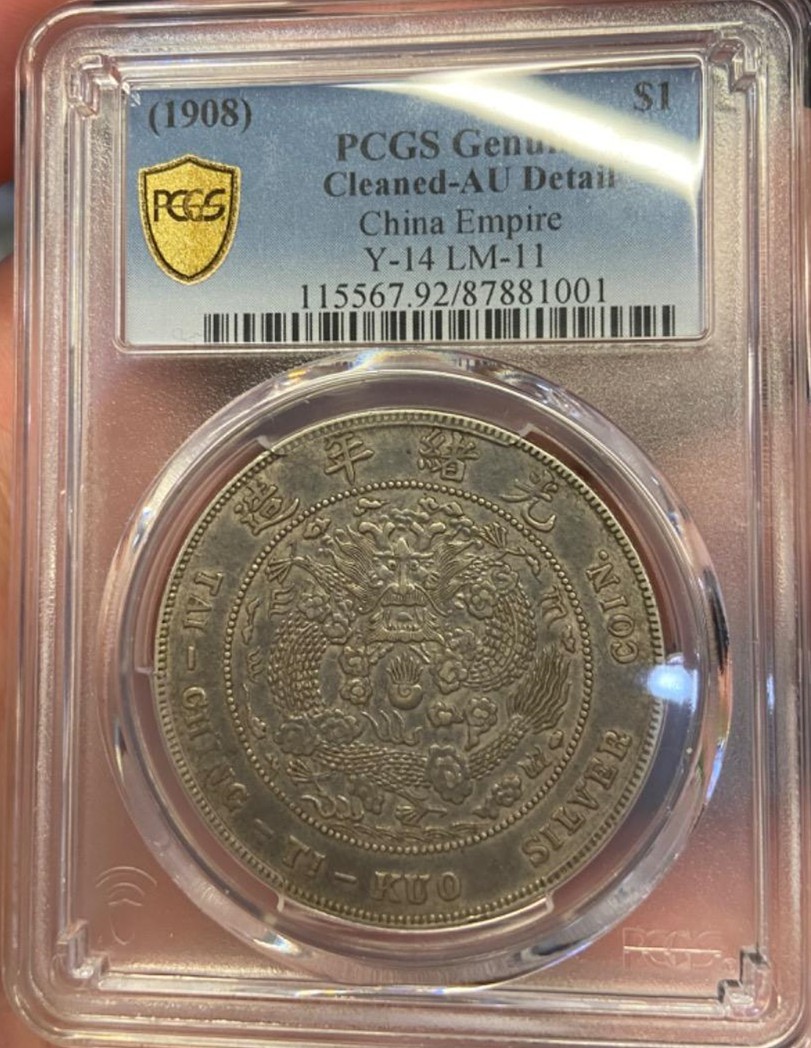 (1908)
$1
PCGS
PCGS
Cleaned-AU Detail
China Empire
Y-14 LM-11
115567.92/87881001
造年緒光
TAI-CHING-TI-KUO SILVER COIN.
PCGS